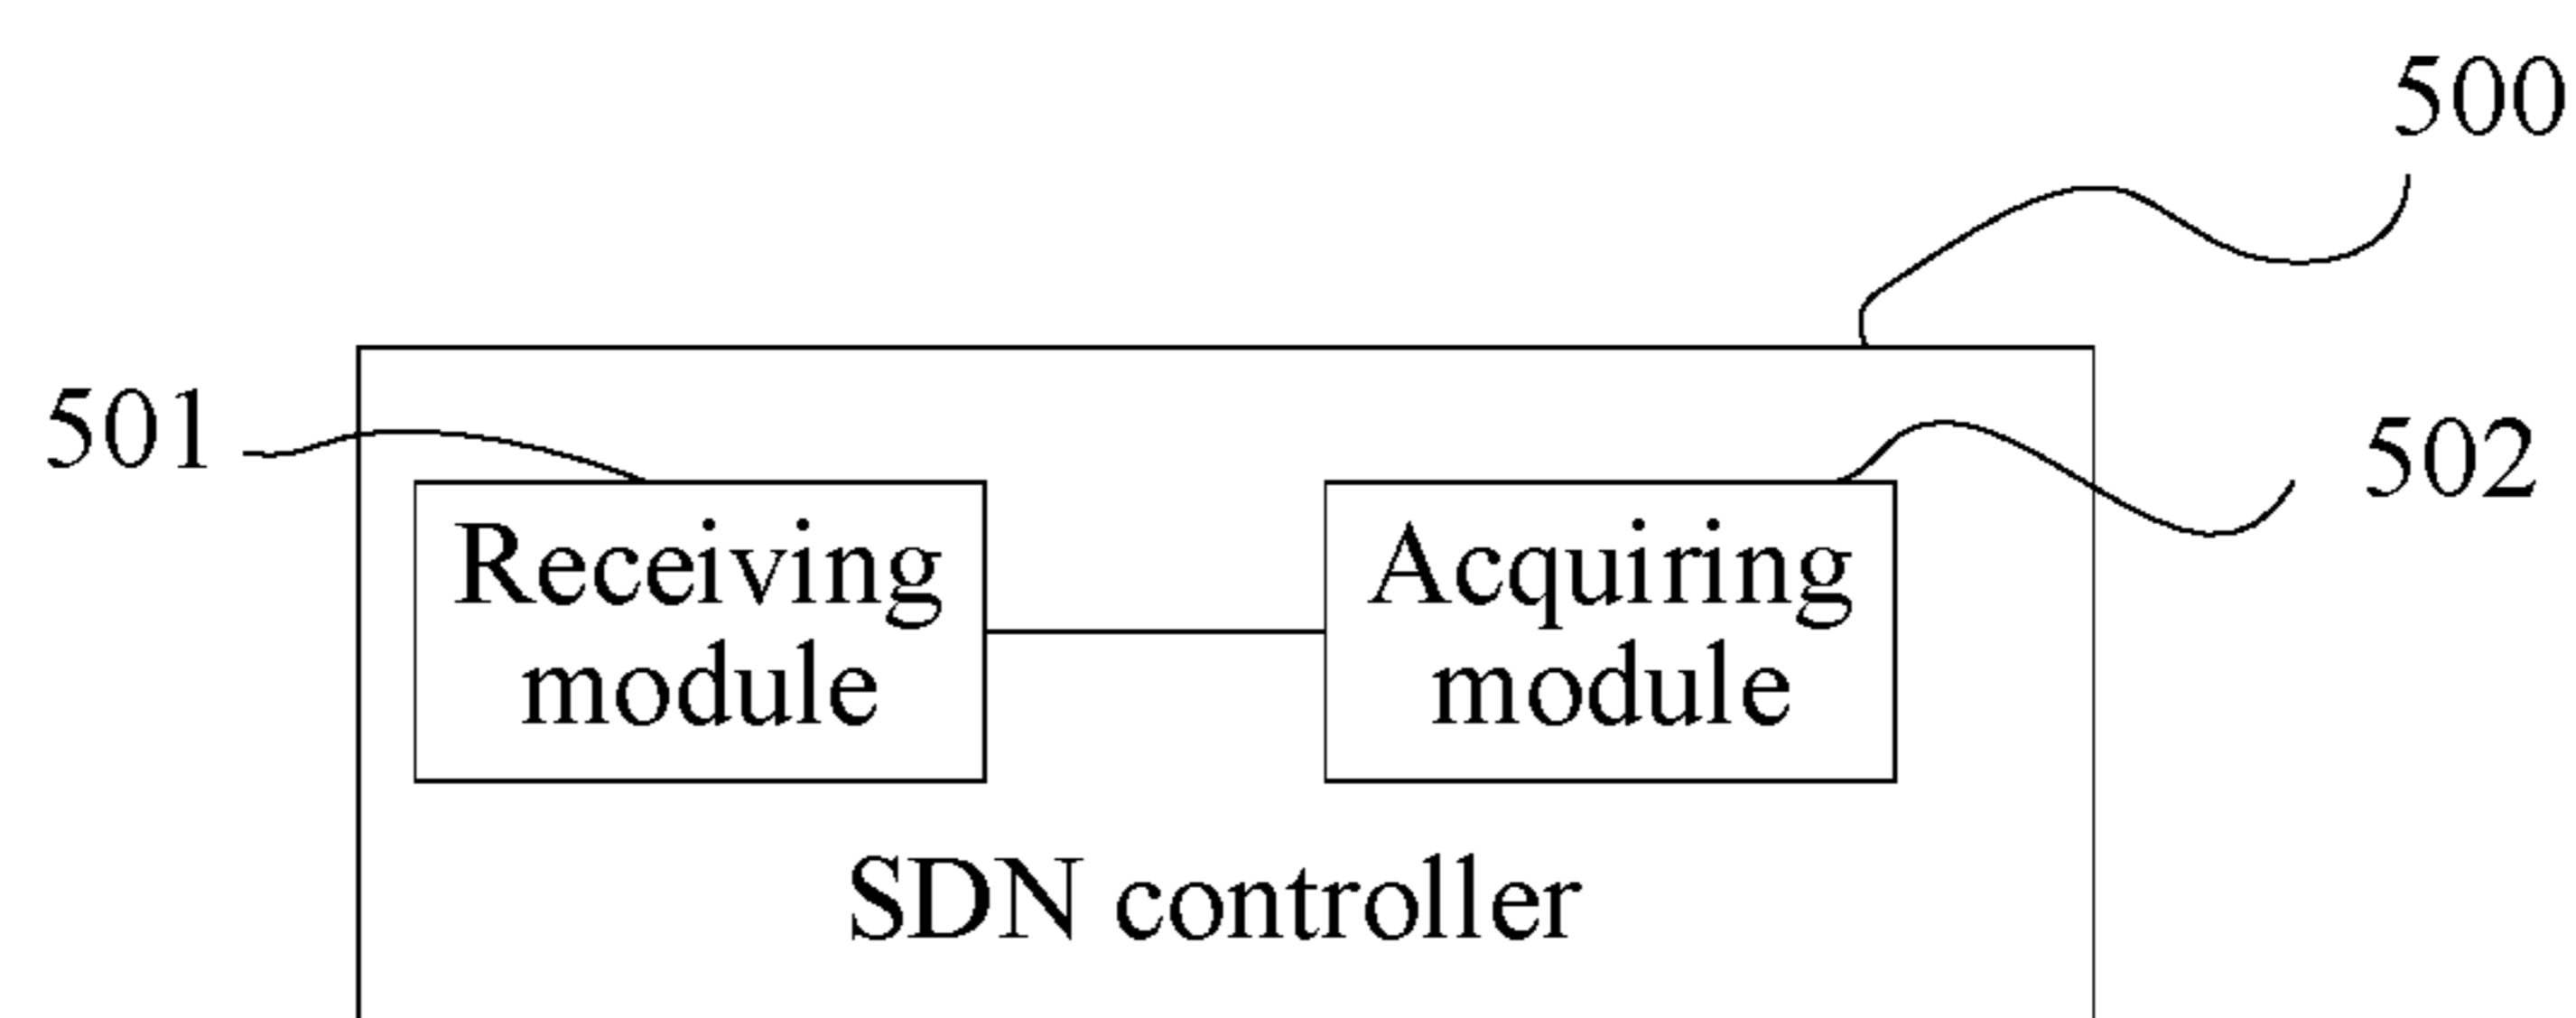 500
501
502
Receiving
module
Acquiring
module
SDN controller